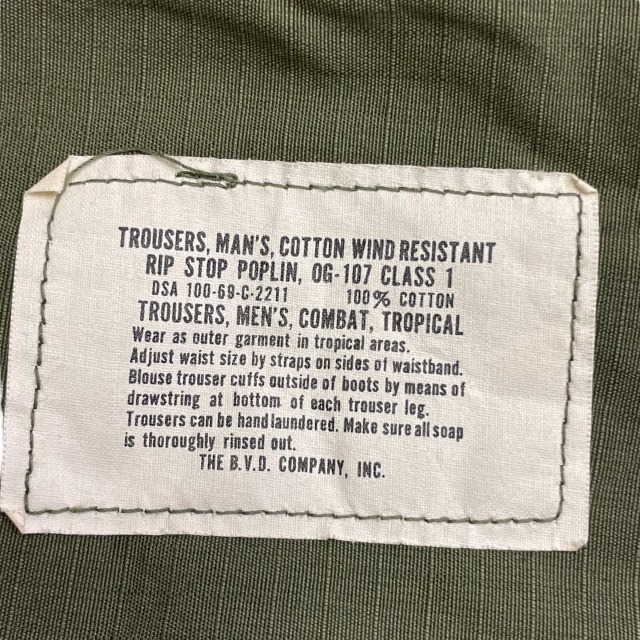 TROUSERS, MAN'S, COTTON WIND RESISTANT
RIP STOP POPLIN, OG-107 CLASS 1
DSA 100-69-C-2211 100% COTTON
TROUSERS, MEN'S, COMBAT, TROPICAL
Wear as outer garment in tropical areas.
Adjust waist size by straps on sides of waistband.
Blouse trouser cuffs outside of boots by means of
drawstring at bottom of each trouser leg.
Trousers can be hand laundered. Make sure all soap
is thoroughly rinsed out.
THE B.V.D. COMPANY, INC.